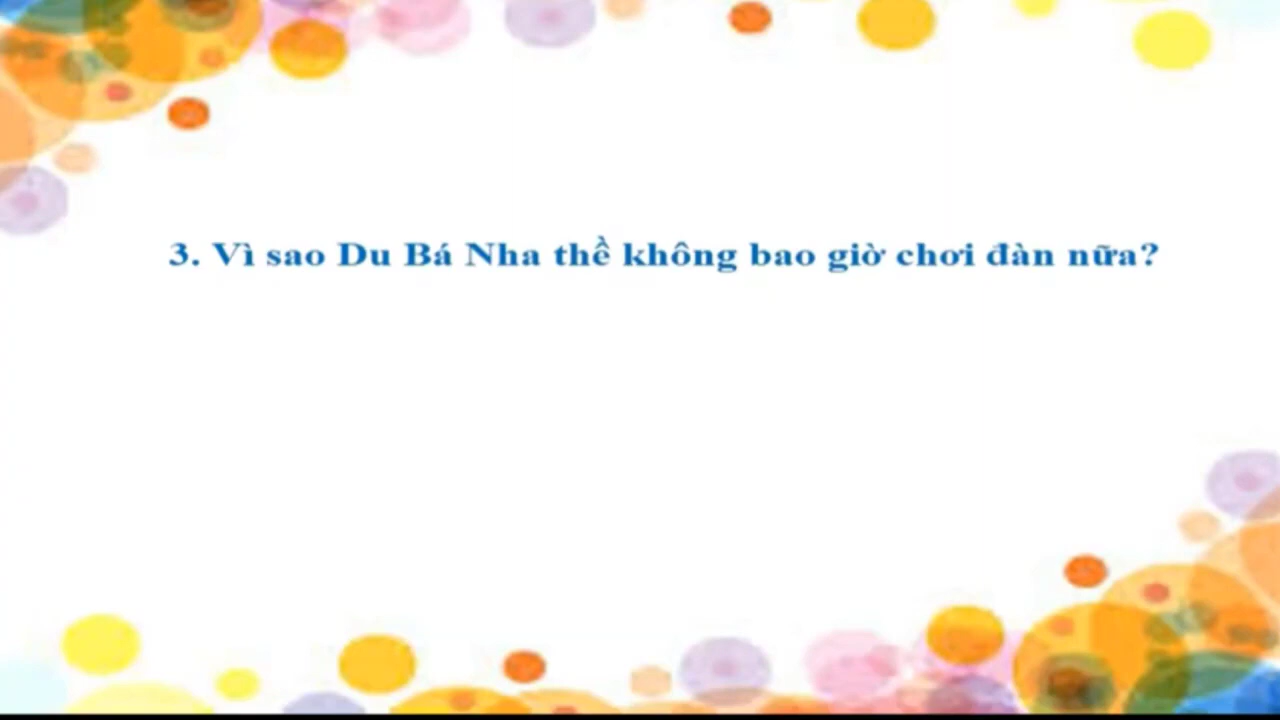 3. Vì sao Du Bá Nha thề không bao giờ chơi đàn nữa?